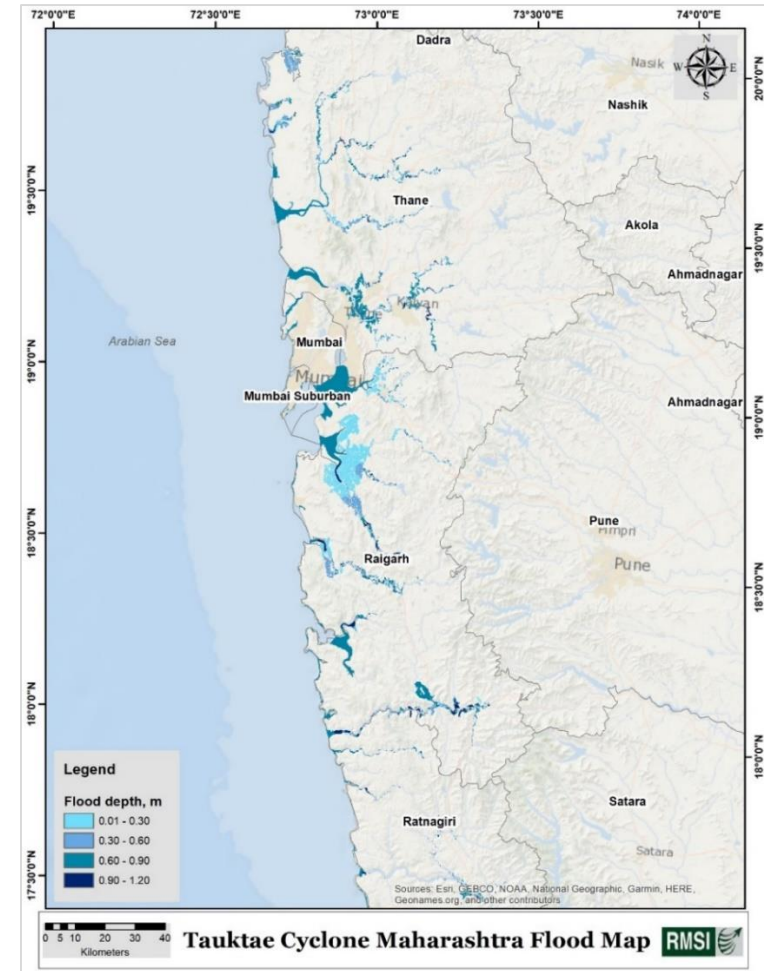 72°0'0"E 72°30'0"E 73°0'0"E 73°30'0"E 74°0'0"E
Dadra
N
W E
S
Nasik
20°0'0"N
Nashik
19°30'0"N
Thane
Akola
19°30'0"N
Ahmadnagar
Kalyan
Thane
Arabian Sea
Mumbai
19°0'0"N
Mumbai
Mumbai Suburban
Ahmadnagar
19°0'0"N
Pune
Pimpri
18°30'0"N
Raigarh
Pune
18°30'0"N
18°0'0"N
18°0'0"N
Legend
Flood depth, m
0.01 - 0.30
0.30 - 0.60
0.60 - 0.90
0.90 - 1.20
Satara
Ratnagiri
Satara
17°30'0"N
Sources: Esri, GEBCO, NOAA, National Geographic, Garmin, HERE,
Geonames.org, and other contributors
0 5 10 20 30 40
Kilometers
Tauktae Cyclone Maharashtra Flood Map
RMSI